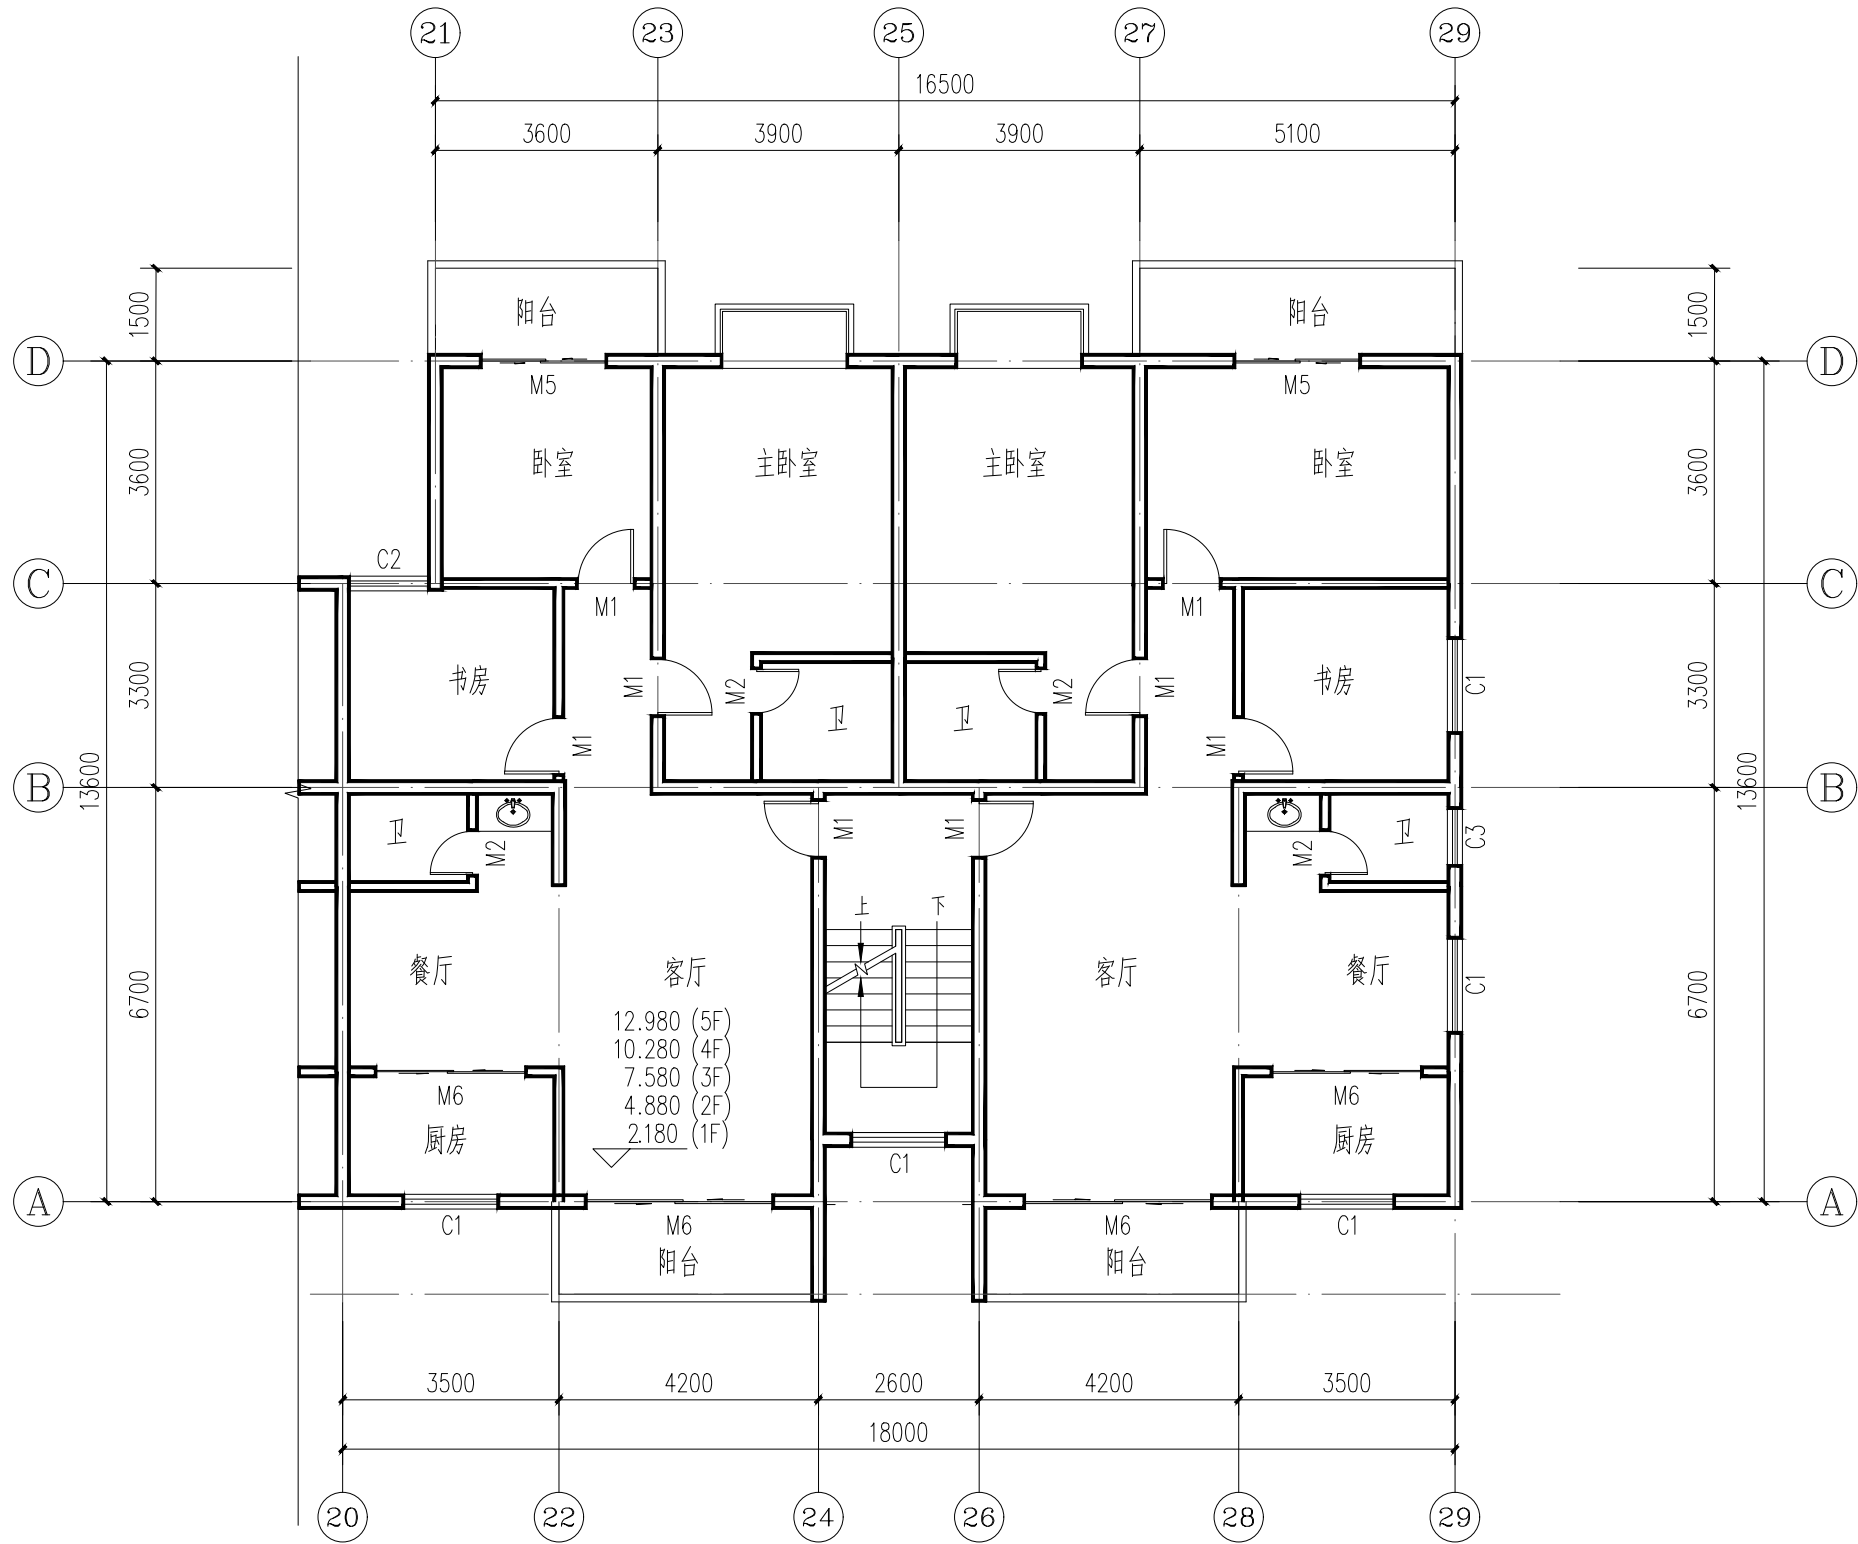 21 23 25 27 29
16500
3600 3900 3900 5100
1500 阳台 阳台 1500
D D
M5 M5
3600 卧室 主卧室 主卧室 卧室 3600
C2
C C
M1 M1
3300 书房 M1 M2 M2 M1 书房 C1 3300
卫 卫
M1 M1
13600 13600
B B
卫 M2 M1 M1 M2 卫 C3
上 下
6700 餐厅 客厅 客厅 餐厅 C1 6700
12.980 (5F)
10.280 (4F)
7.580 (3F)
4.880 (2F)
2.180 (1F)
M6 M6
厨房 厨房
C1
A A
C1 M6 M6 C1
阳台 阳台
3500 4200 2600 4200 3500
18000
20 22 24 26 28 29